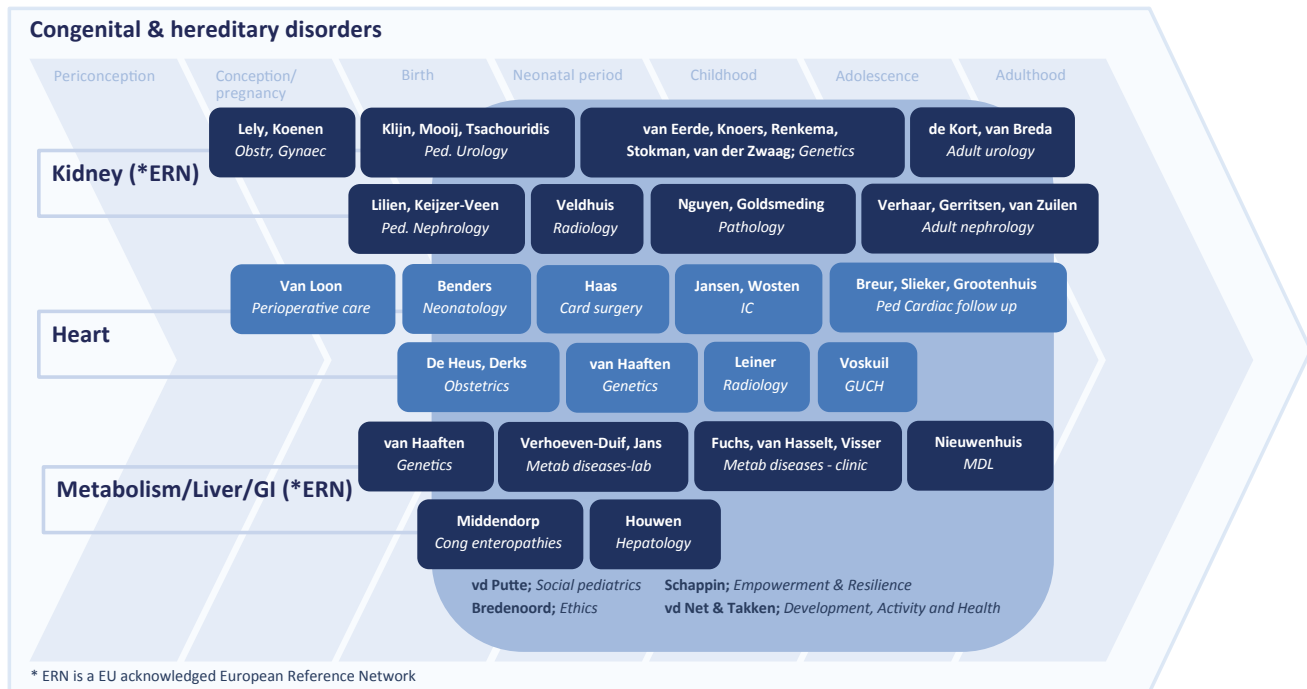 Congenital & hereditary disorders
Periconception
Conception/
pregnancy
Birth
Neonatal period
Childhood
Adolescence
Adulthood
Kidney (*ERN)
Lely, Koenen
Obstr, Gynaec
Klijn, Mooij, Tsachouridis
Ped. Urology
van Eerde, Knoers, Renkema,
Stokman, van der Zwaag; Genetics
de Kort, van Breda
Adult urology
Lilien, Keijzer-Veen
Ped. Nephrology
Veldhuis
Radiology
Nguyen, Goldsmeding
Pathology
Verhaar, Gerritsen, van Zuilen
Adult nephrology
Heart
Van Loon
Perioperative care
Benders
Neonatology
Haas
Card surgery
Jansen, Wosten
IC
Breur, Slieker, Grootenhuis
Ped Cardiac follow up
De Heus, Derks
Obstetrics
van Haaften
Genetics
Leiner
Radiology
Voskuil
GUCH
Metabolism/Liver/GI (*ERN)
van Haaften
Genetics
Verhoeven-Duif, Jans
Metab diseases-lab
Fuchs, van Hasselt, Visser
Metab diseases - clinic
Nieuwenhuis
MDL
Middendorp
Cong enteropathies
Houwen
Hepatology
vd Putte; Social pediatrics
Schappin; Empowerment & Resilience
Bredenoord; Ethics
vd Net & Takken; Development, Activity and Health
* ERN is a EU acknowledged European Reference Network